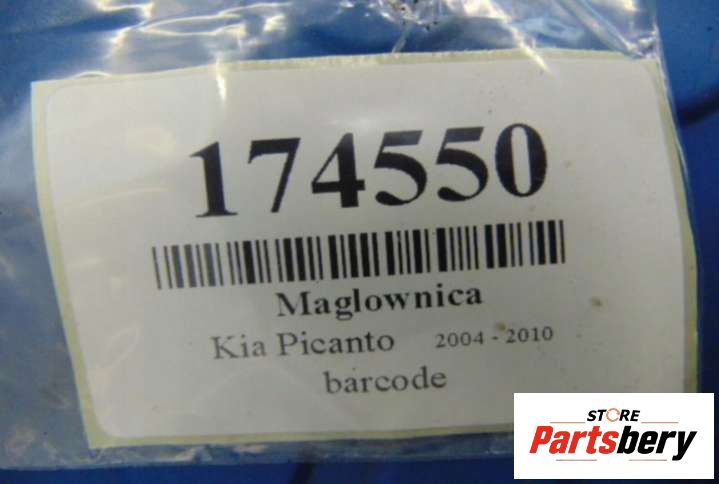 174550
Maglownica
Kia Picanto 2004 - 2010
barcode
STORE
Partsbery